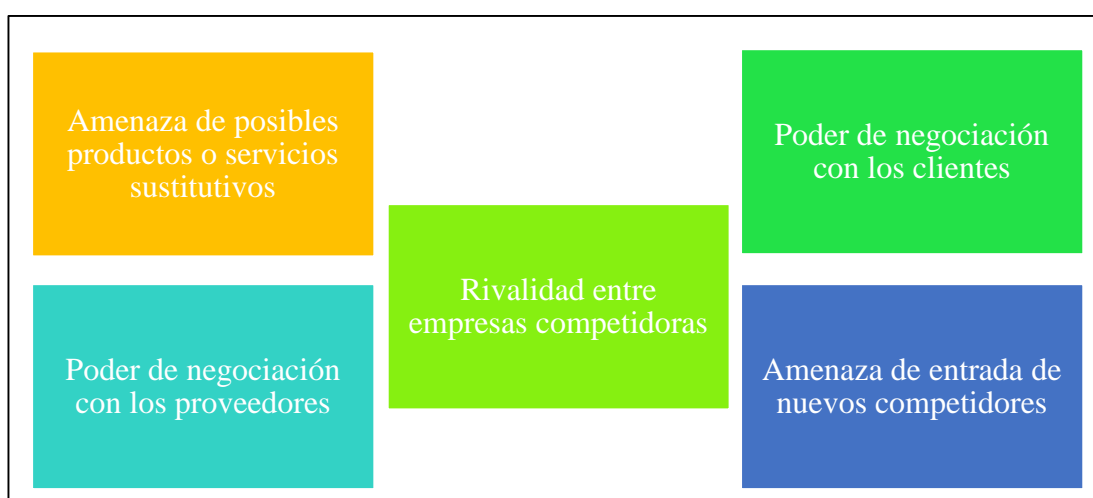 Amenaza de posibles
productos o servicios
sustitutivos
Poder de negociación
con los clientes
Rivalidad entre
empresas competidoras
Poder de negociación
con los proveedores
Amenaza de entrada de
nuevos competidores